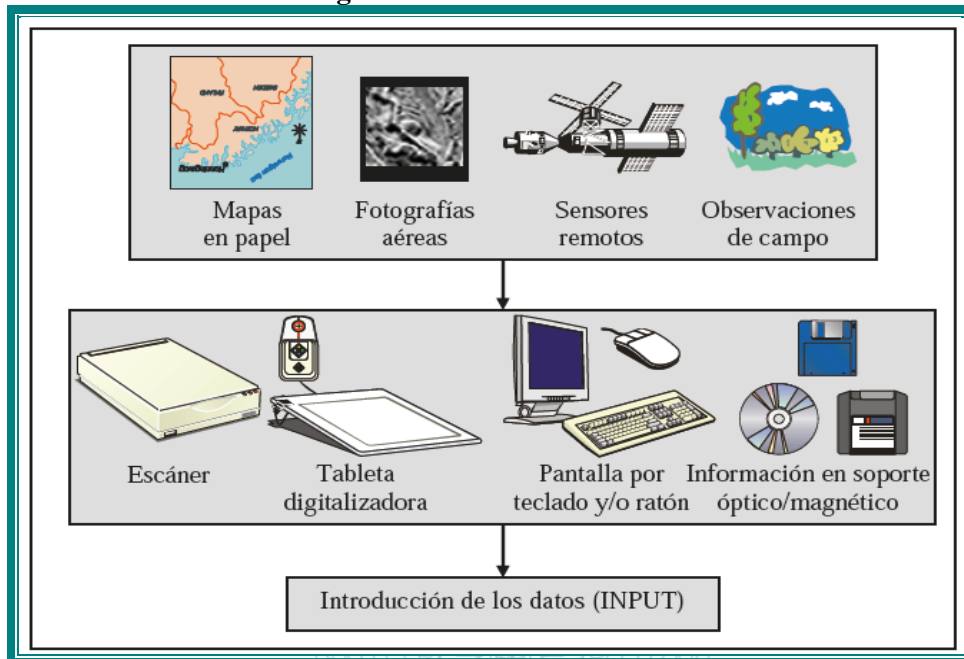 Mapas
en papel
Fotografías
aéreas
Sensores
remotos
Observaciones
de campo
Escáner
Tableta
digitalizadora
Pantalla por
teclado y/o ratón
Información en soporte
óptico/magnético
Introducción de los datos (INPUT)